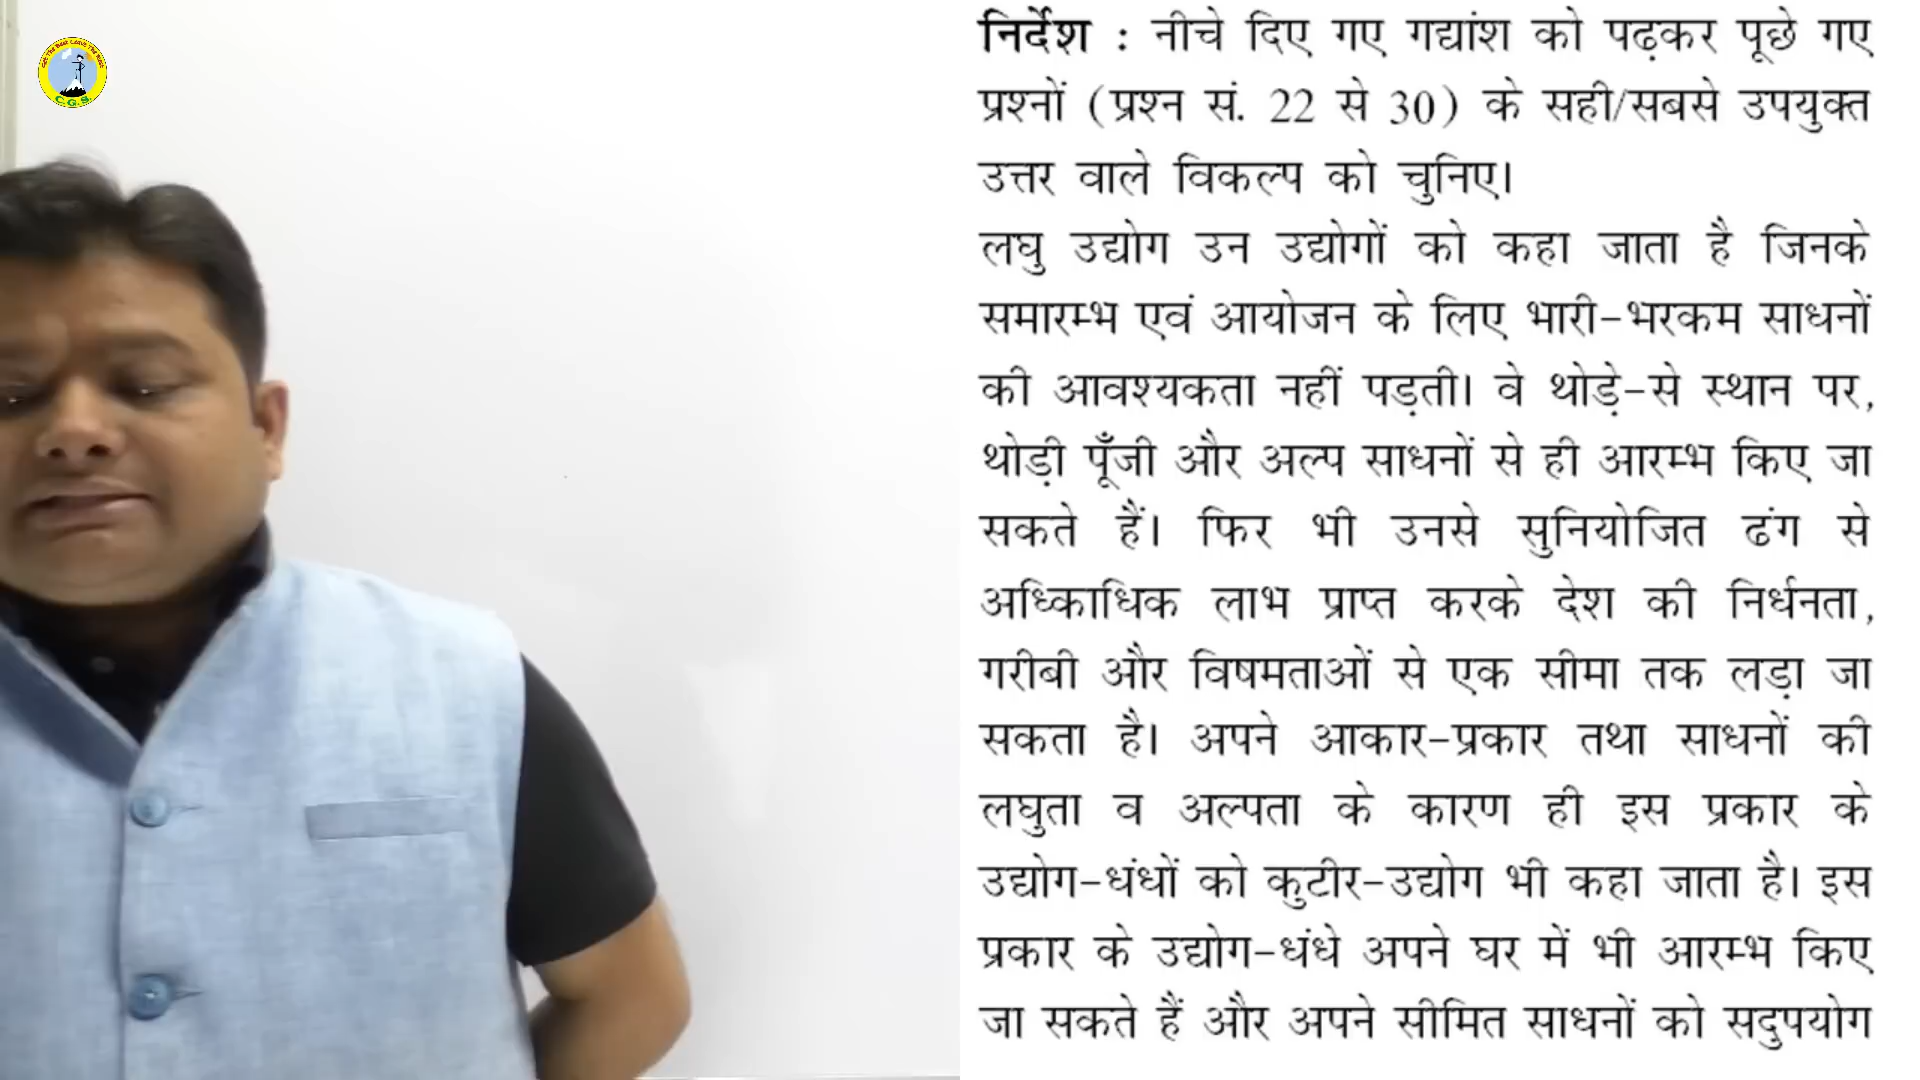 C.G.S.
निर्देश : नीचे दिए गए गद्यांश को पढ़कर पूछे गए
प्रश्नों (प्रश्न सं. 22 से 30) के सही/सबसे उपयुक्त
उत्तर वाले विकल्प को चुनिए।
लघु उद्योग उन उद्योगों को कहा जाता है जिनके
समारम्भ एवं आयोजन के लिए भारी-भरकम साधनों
की आवश्यकता नहीं पड़ती। वे थोड़े-से स्थान पर,
थोड़ी पूँजी और अल्प साधनों से ही आरम्भ किए जा
सकते हैं। फिर भी उनसे सुनियोजित ढंग से
अध्किाधिक लाभ प्राप्त करके देश की निर्धनता,
गरीबी और विषमताओं से एक सीमा तक लड़ा जा
सकता है। अपने आकार-प्रकार तथा साधनों की
लघुता व अल्पता के कारण ही इस प्रकार के
उद्योग-धंधों को कुटीर-उद्योग भी कहा जाता है। इस
प्रकार के उद्योग-धंधे अपने घर में भी आरम्भ किए
जा सकते हैं और अपने सीमित साधनों को सदुपयोग